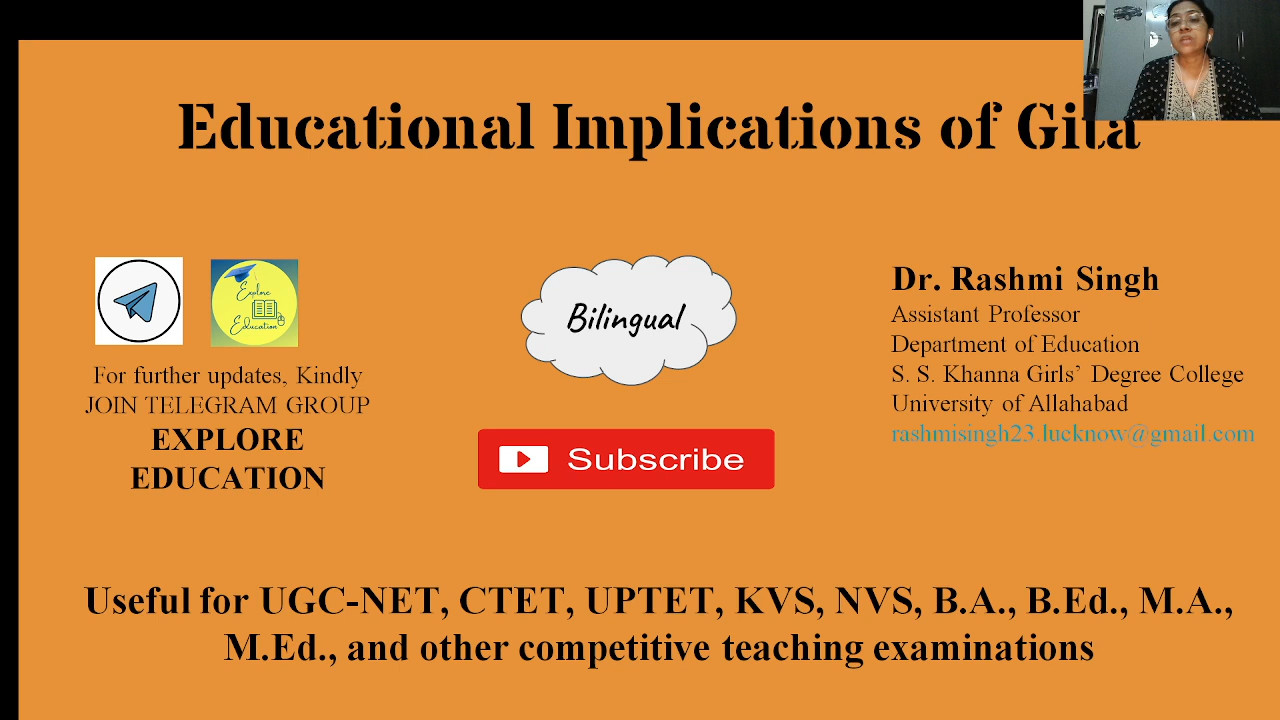 Educational Implications of Gita
Explore
Education
For further updates, Kindly
JOIN TELEGRAM GROUP
EXPLORE
EDUCATION
Bilingual
Subscribe
Dr. Rashmi Singh
Assistant Professor
Department of Education
S. S. Khanna Girls’ Degree College
University of Allahabad
rashmisingh23.lucknow@gmail.com
Useful for UGC-NET, CTET, UPTET, KVS, NVS, B.A., B.Ed., M.A.,
M.Ed., and other competitive teaching examinations